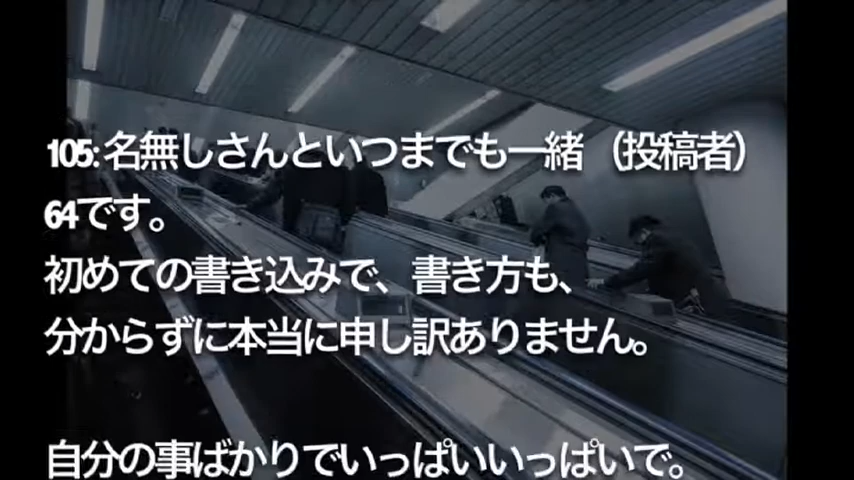 105: 名無しさんといつまでも一緒 （投稿者）
64です。
初めての書き込みで、書き方も、
分からずに本当に申し訳ありません。
自分の事ばかりでいっぱいいっぱいで。